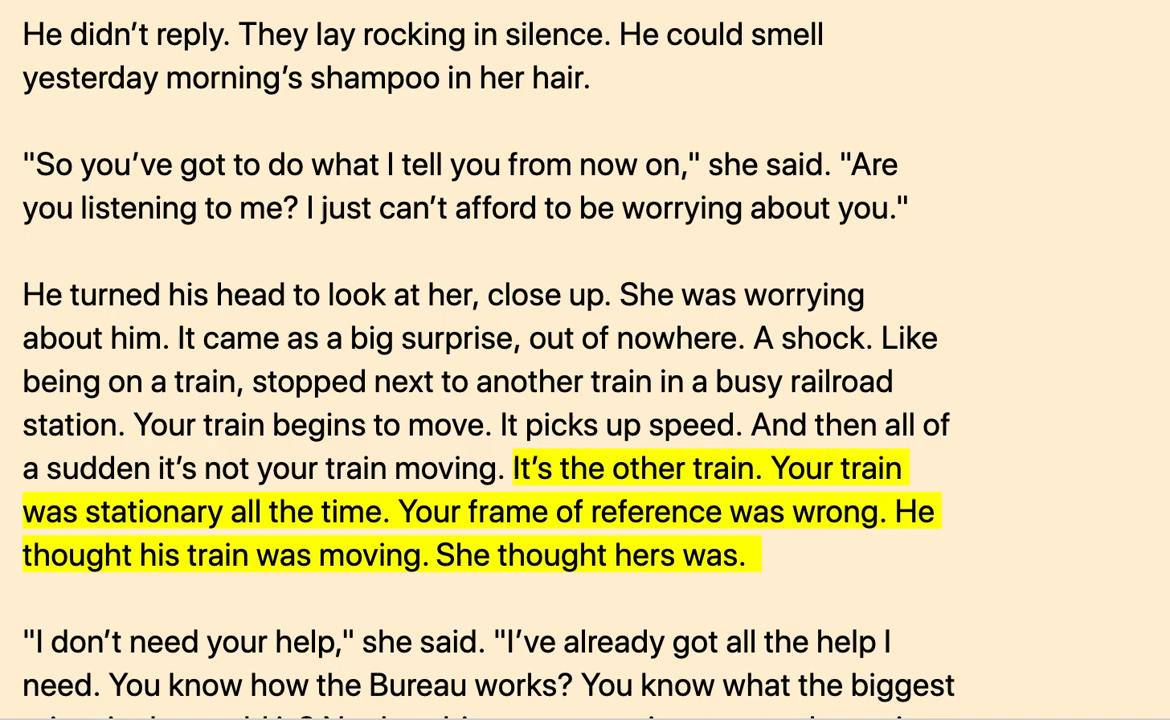 He didn’t reply. They lay rocking in silence. He could smell
yesterday morning’s shampoo in her hair.
"So you’ve got to do what I tell you from now on," she said. "Are
you listening to me? I just can’t afford to be worrying about you."
He turned his head to look at her, close up. She was worrying
about him. It came as a big surprise, out of nowhere. A shock. Like
being on a train, stopped next to another train in a busy railroad
station. Your train begins to move. It picks up speed. And then all of
a sudden it’s not your train moving. It’s the other train. Your train
was stationary all the time. Your frame of reference was wrong. He
thought his train was moving. She thought hers was.
"I don’t need your help," she said. "I’ve already got all the help I
need. You know how the Bureau works? You know what the biggest